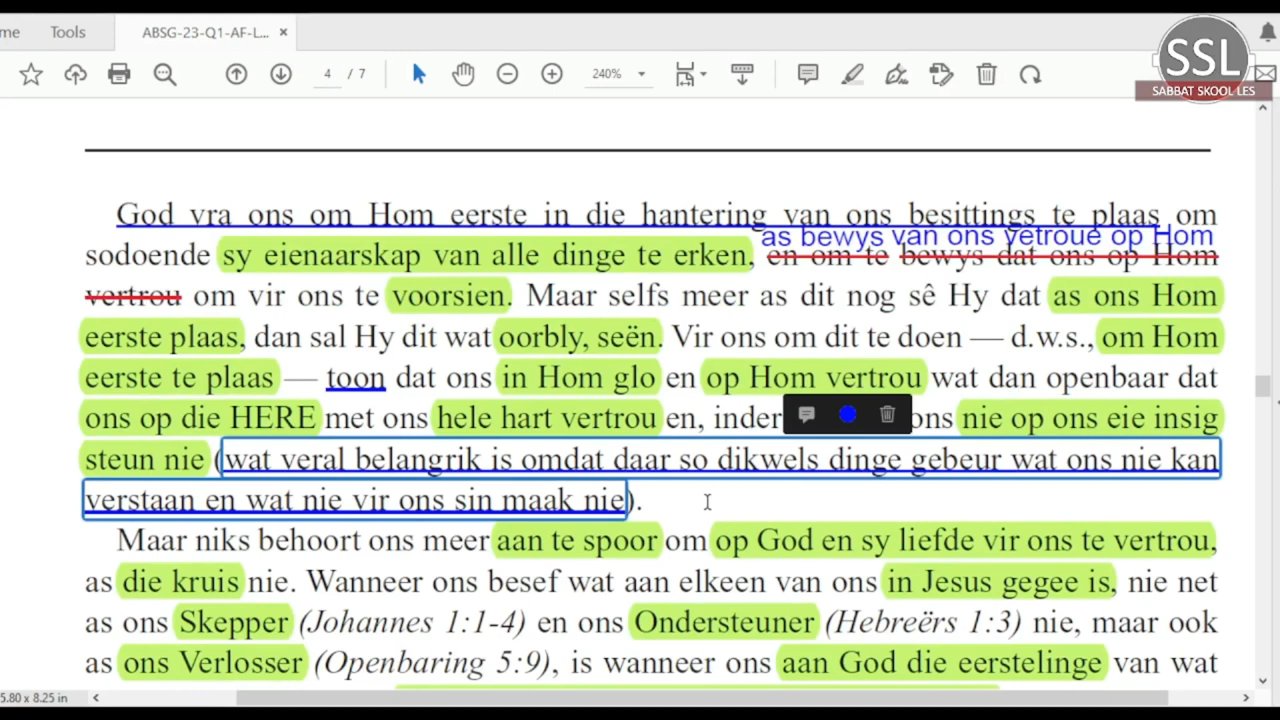 me Tools ABSG-23-Q1-AF-L... ×
4 / 7 240%
SSL
SABBAT SKOOL LES
God vra ons om Hom eerste in die hantering van ons besittings te plaas om
as bewys van ons vetroue op Hom
sodoende sy eienaarskap van alle dinge te erken, en om te bewys dat ons op Hom
vertrou om vir ons te voorsien. Maar selfs meer as dit nog sê Hy dat as ons Hom
eerste plaas, dan sal Hy dit wat oorbly, seën. Vir ons om dit te doen — d.w.s., om Hom
eerste te plaas — toon dat ons in Hom glo en op Hom vertrou wat dan openbaar dat
ons op die HERE met ons hele hart vertrou en, inder ons nie op ons eie insig
steun nie (wat veral belangrik is omdat daar so dikwels dinge gebeur wat ons nie kan
verstaan en wat nie vir ons sin maak nie).
Maar niks behoort ons meer aan te spoor om op God en sy liefde vir ons te vertrou,
as die kruis nie. Wanneer ons besef wat aan elkeen van ons in Jesus gegee is, nie net
as ons Skepper (Johannes 1:1-4) en ons Ondersteuner (Hebreërs 1:3) nie, maar ook
as ons Verlosser (Openbaring 5:9), is wanneer ons aan God die eerstelinge van wat
5.80 x 8.25 in